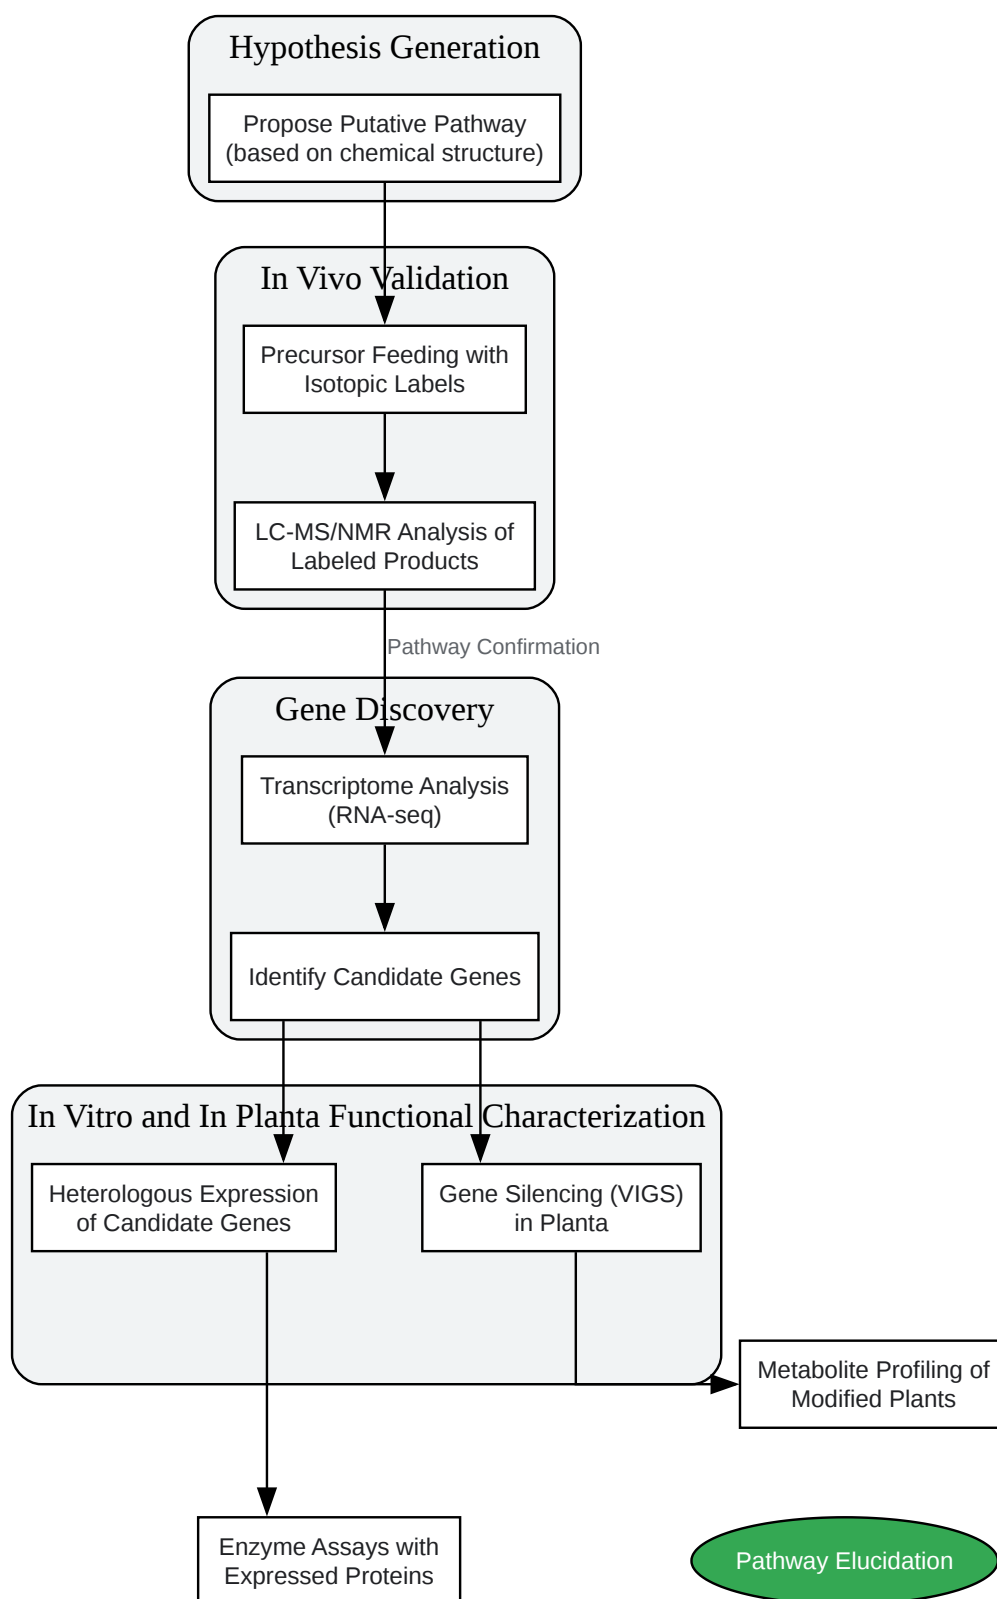 Hypothesis Generation
Propose Putative Pathway
(based on chemical structure)
In Vivo Validation
Precursor Feeding with
Isotopic Labels
LC-MS/NMR Analysis of
Labeled Products
Pathway Confirmation
Gene Discovery
Transcriptome Analysis
(RNA-seq)
Identify Candidate Genes
In Vitro and In Planta Functional Characterization
Heterologous Expression
of Candidate Genes
Gene Silencing (VIGS)
in Planta
Metabolite Profiling of
Modified Plants
Enzyme Assays with
Expressed Proteins
Pathway Elucidation